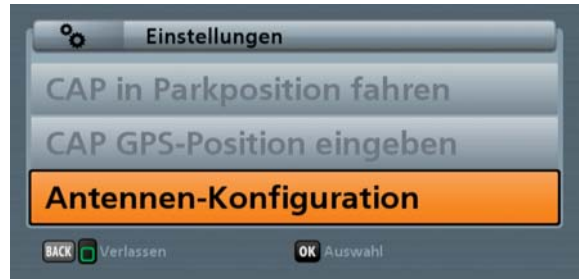 Einstellungen
CAP in Parkposition fahren
CAP GPS-Position eingeben
Antennen-Konfiguration
BACK Verlassen OK Auswahl